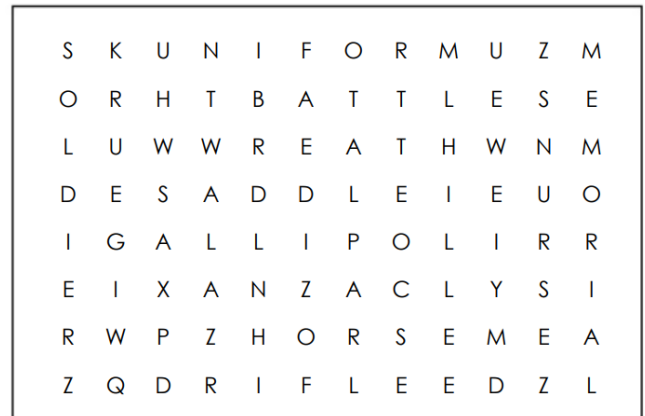 S K U N I F O R M U Z M
O R H T B A T T L E S E
L U W W R E A T H W N M
D E S A D D L E I E U O
I G A L L I P O L I R R
E I X A N Z A C L Y S I
R W P Z H O R S E M E A
Z Q D R I F L E E D Z L